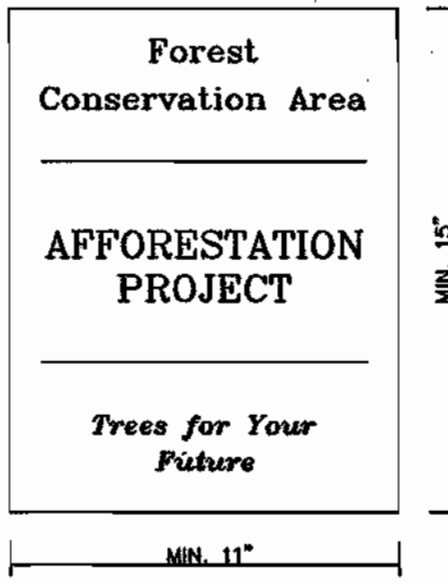 Forest
Conservation Area
AFFORESTATION
PROJECT
Trees for Your
Future
MIN. 15"
MIN. 11"